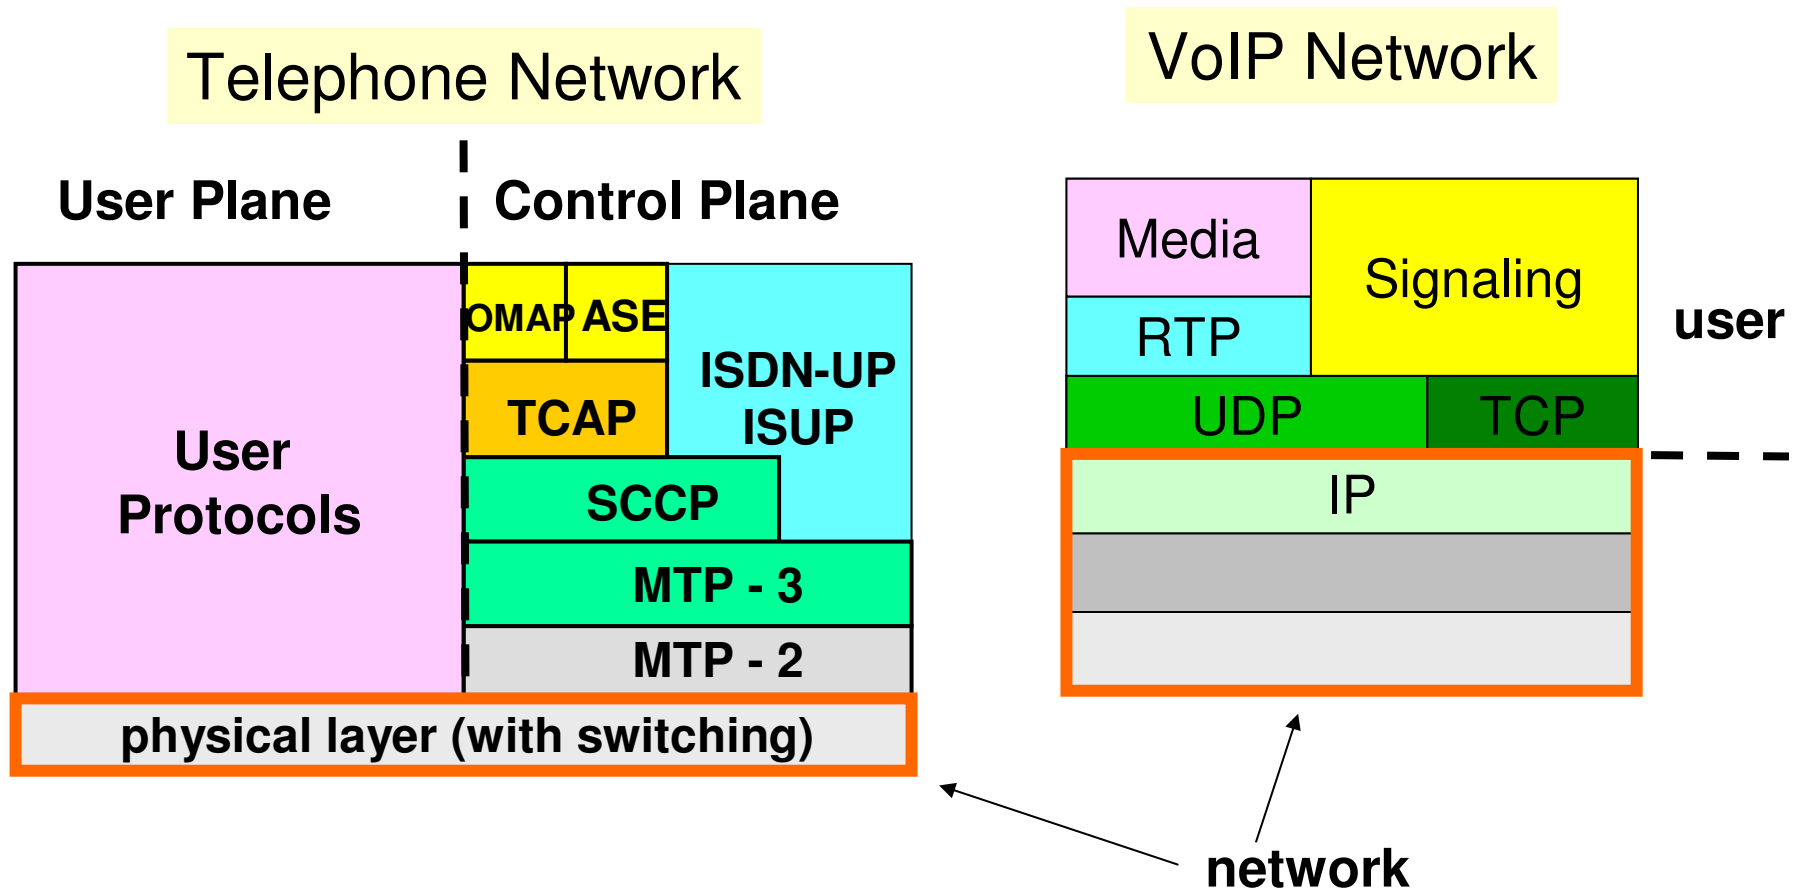 Telephone Network
User Plane
Control Plane
OMAP
ASE
TCAP
ISDN-UP
ISUP
User
Protocols
SCCP
MTP - 3
MTP - 2
physical layer (with switching)
VoIP Network
Media
Signaling
RTP
UDP
TCP
IP
user
network